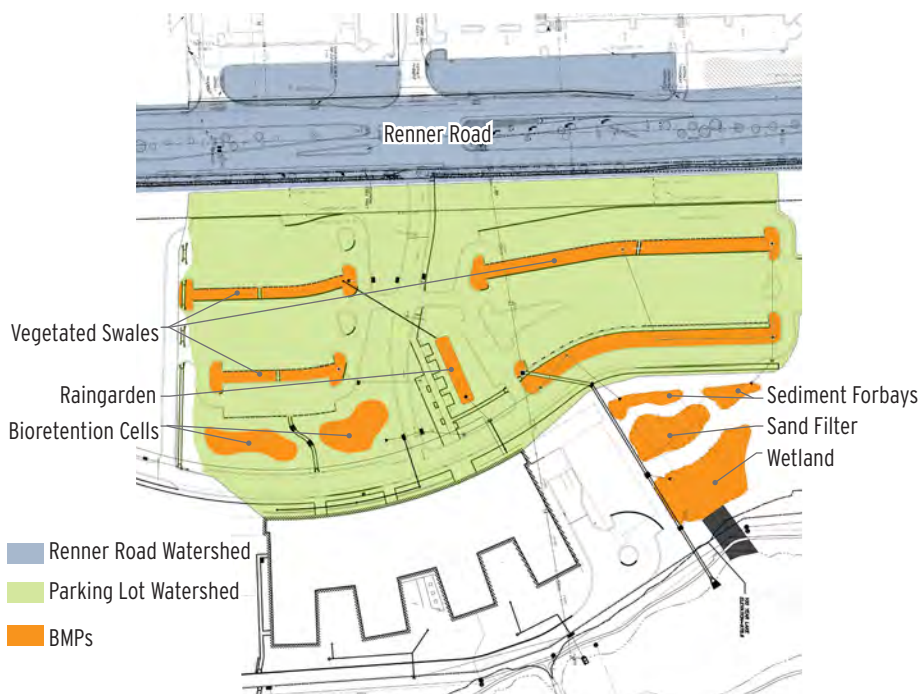 Renner Road
Vegetated Swales
Raingarden
Bioretention Cells
Sediment Forbays
Sand Filter
Wetland
Renner Road Watershed
Parking Lot Watershed
BMPs